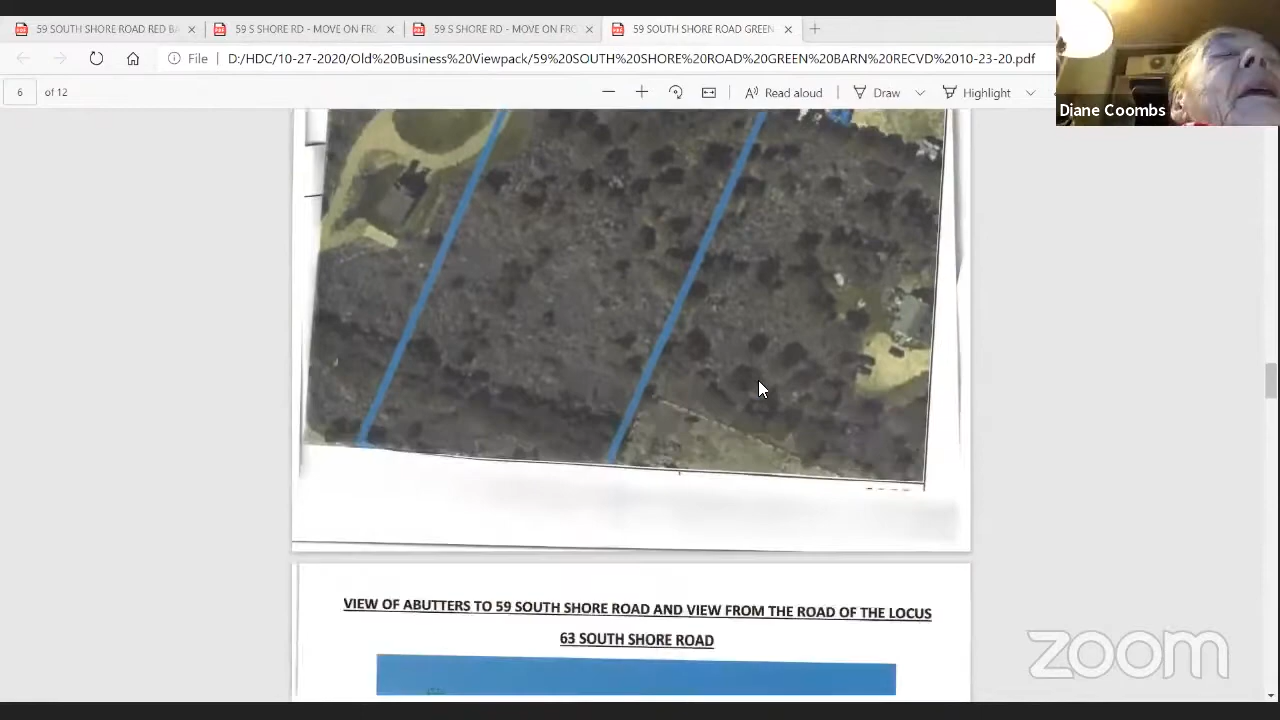 59 SOUTH SHORE ROAD RED BA
59 S SHORE RD - MOVE ON FRO
59 S SHORE RD - MOVE ON FRO
59 SOUTH SHORE ROAD GREEN
File
D:/HDC/10-27-2020/Old%20Business%20Viewpack/59%20SOUTH%20SHORE%20ROAD%20GREEN%20BARN%20RECVD%2010-23-20.pdf
6 of 12
Read aloud
Draw
Highlight
Diane Coombs
VIEW OF ABUTTERS TO 59 SOUTH SHORE ROAD AND VIEW FROM THE ROAD OF THE LOCUS
63 SOUTH SHORE ROAD
zoom